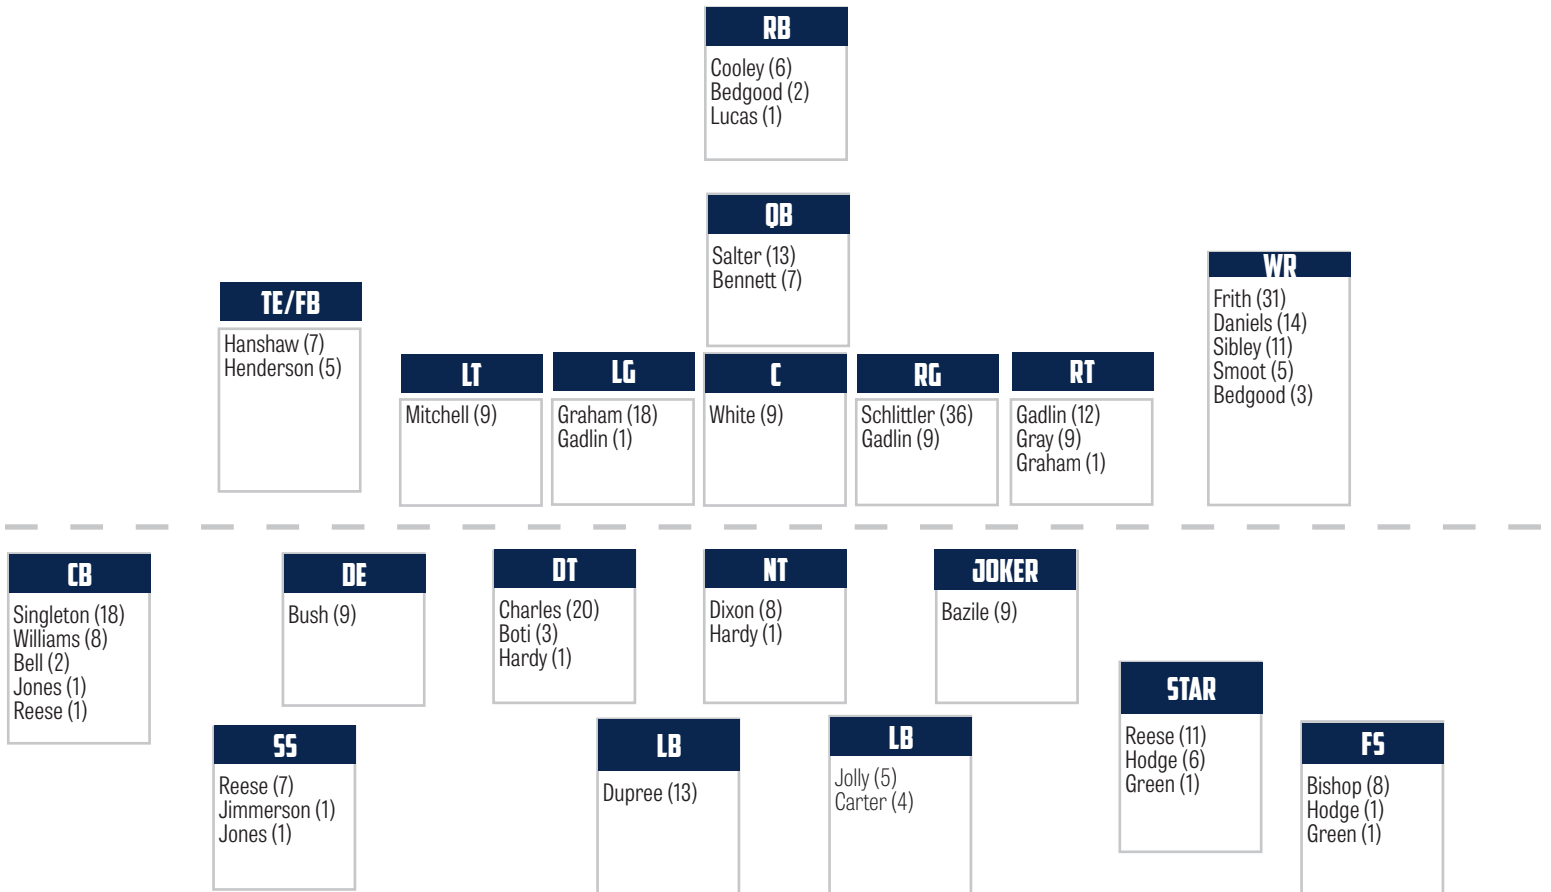 RB
Cooley (6)
Bedgood (2)
Lucas (1)
QB
Salter (13)
Bennett (7)
TE/FB
Hanshaw (7)
Henderson (5)
LT
Mitchell (9)
LG
Graham (18)
Gadlin (1)
C
White (9)
RG
Schlittler (36)
Gadlin (9)
RT
Gadlin (12)
Gray (9)
Graham (1)
WR
Frith (31)
Daniels (14)
Sibley (11)
Smoot (5)
Bedgood (3)
CB
Singleton (18)
Williams (8)
Bell (2)
Jones (1)
Reese (1)
DE
Bush (9)
DT
Charles (20)
Boti (3)
Hardy (1)
NT
Dixon (8)
Hardy (1)
JOKER
Bazile (9)
SS
Reese (7)
Jimmerson (1)
Jones (1)
LB
Dupree (13)
LB
Jolly (5)
Carter (4)
STAR
Reese (11)
Hodge (6)
Green (1)
FS
Bishop (8)
Hodge (1)
Green (1)